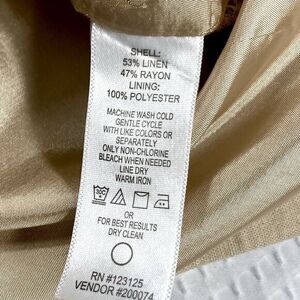 SHELL:
53% LINEN
47% RAYON
LINING:
100% POLYESTER
MACHINE WASH COLD
GENTLE CYCLE
WITH LIKE COLORS OR
SEPARATELY
ONLY NON-CHLORINE
BLEACH WHEN NEEDED
LINE DRY
WARM IRON
30C
OR
FOR BEST RESULTS
DRY CLEAN
RN #123125
VENDOR #200074